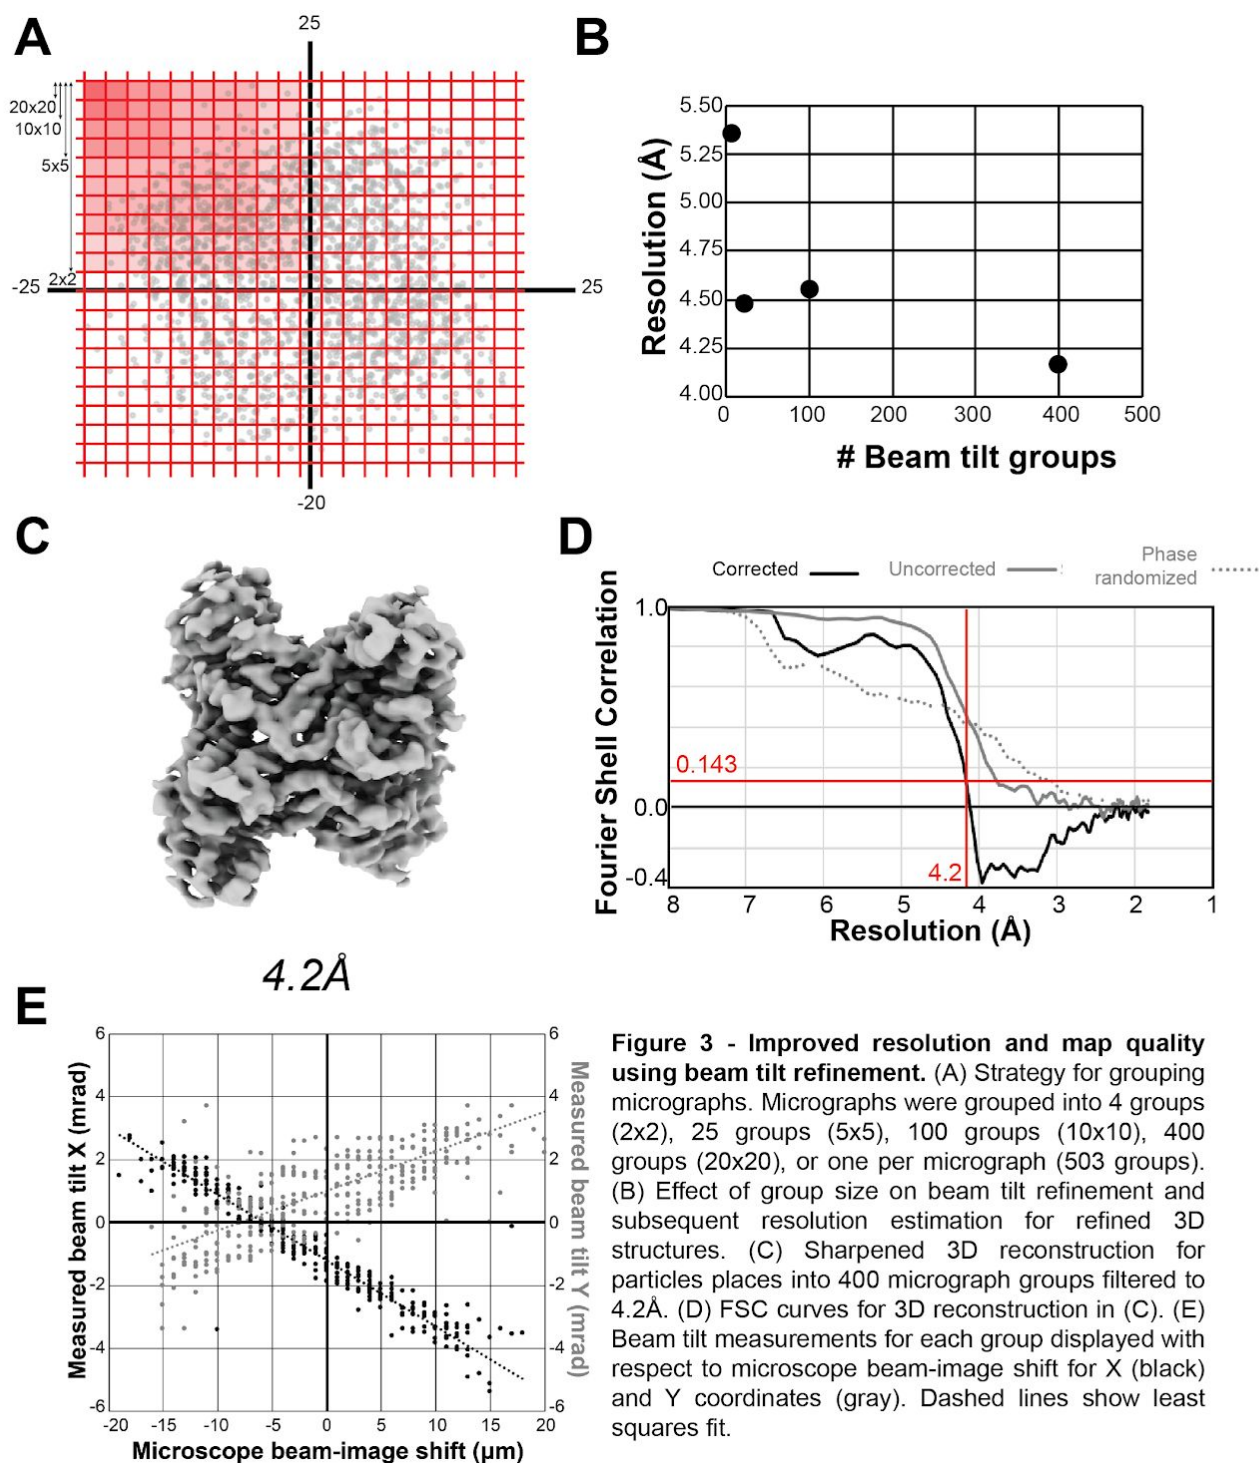 A
25
20x20
10x10
5x5
2x2
-25
25
-20
B
Resolution (Å)
5.50
5.25
5.00
4.75
4.50
4.25
4.00
0 100 200 300 400 500
# Beam tilt groups
C
4.2Å
D
Corrected
Uncorrected
Phase
randomized
Fourier Shell Correlation
1.0
0.143
0.0
4.2
-0.4
8 7 6 5 4 3 2 1
Resolution (Å)
E
Measured beam tilt X (mrad)
6 6
4 4
2 2
0 0
-2 -2
-4 -4
-6 -6
Measured beam tilt Y (mrad)
-20 -15 -10 -5 0 5 10 15 20
Microscope beam-image shift (μm)
Figure 3 - Improved resolution and map quality
using beam tilt refinement. (A) Strategy for grouping
micrographs. Micrographs were grouped into 4 groups
(2x2), 25 groups (5x5), 100 groups (10x10), 400
groups (20x20), or one per micrograph (503 groups).
(B) Effect of group size on beam tilt refinement and
subsequent resolution estimation for refined 3D
structures. (C) Sharpened 3D reconstruction for
particles places into 400 micrograph groups filtered to
4.2Å. (D) FSC curves for 3D reconstruction in (C). (E)
Beam tilt measurements for each group displayed with
respect to microscope beam-image shift for X (black)
and Y coordinates (gray). Dashed lines show least
squares fit.